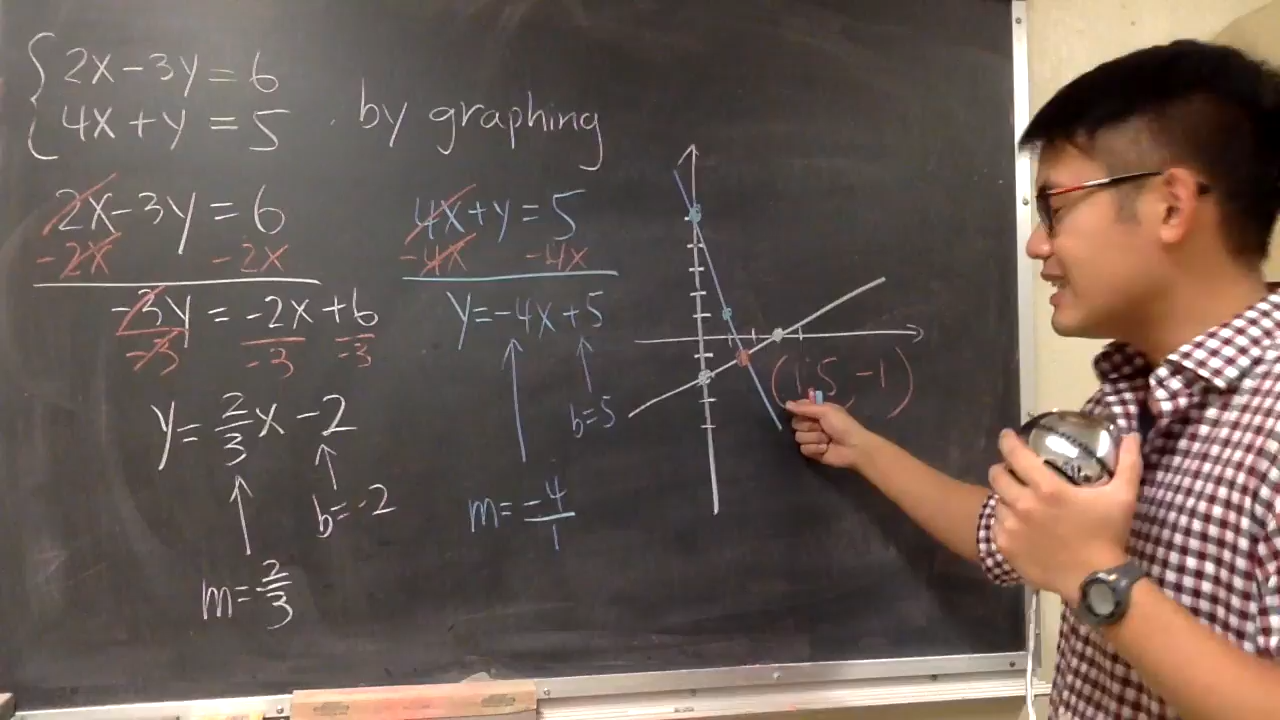 2x-3y=6
4x+y=5 . by graphing
2x-3y=6
-2x -2x
-3y=-2x+6
-3 -3 -3
y=2/3x-2
b=-2
m=2/3
4x+y=5
-4x -4x
y=-4x+5
b=5
m=-4/1
(1.5,-1)